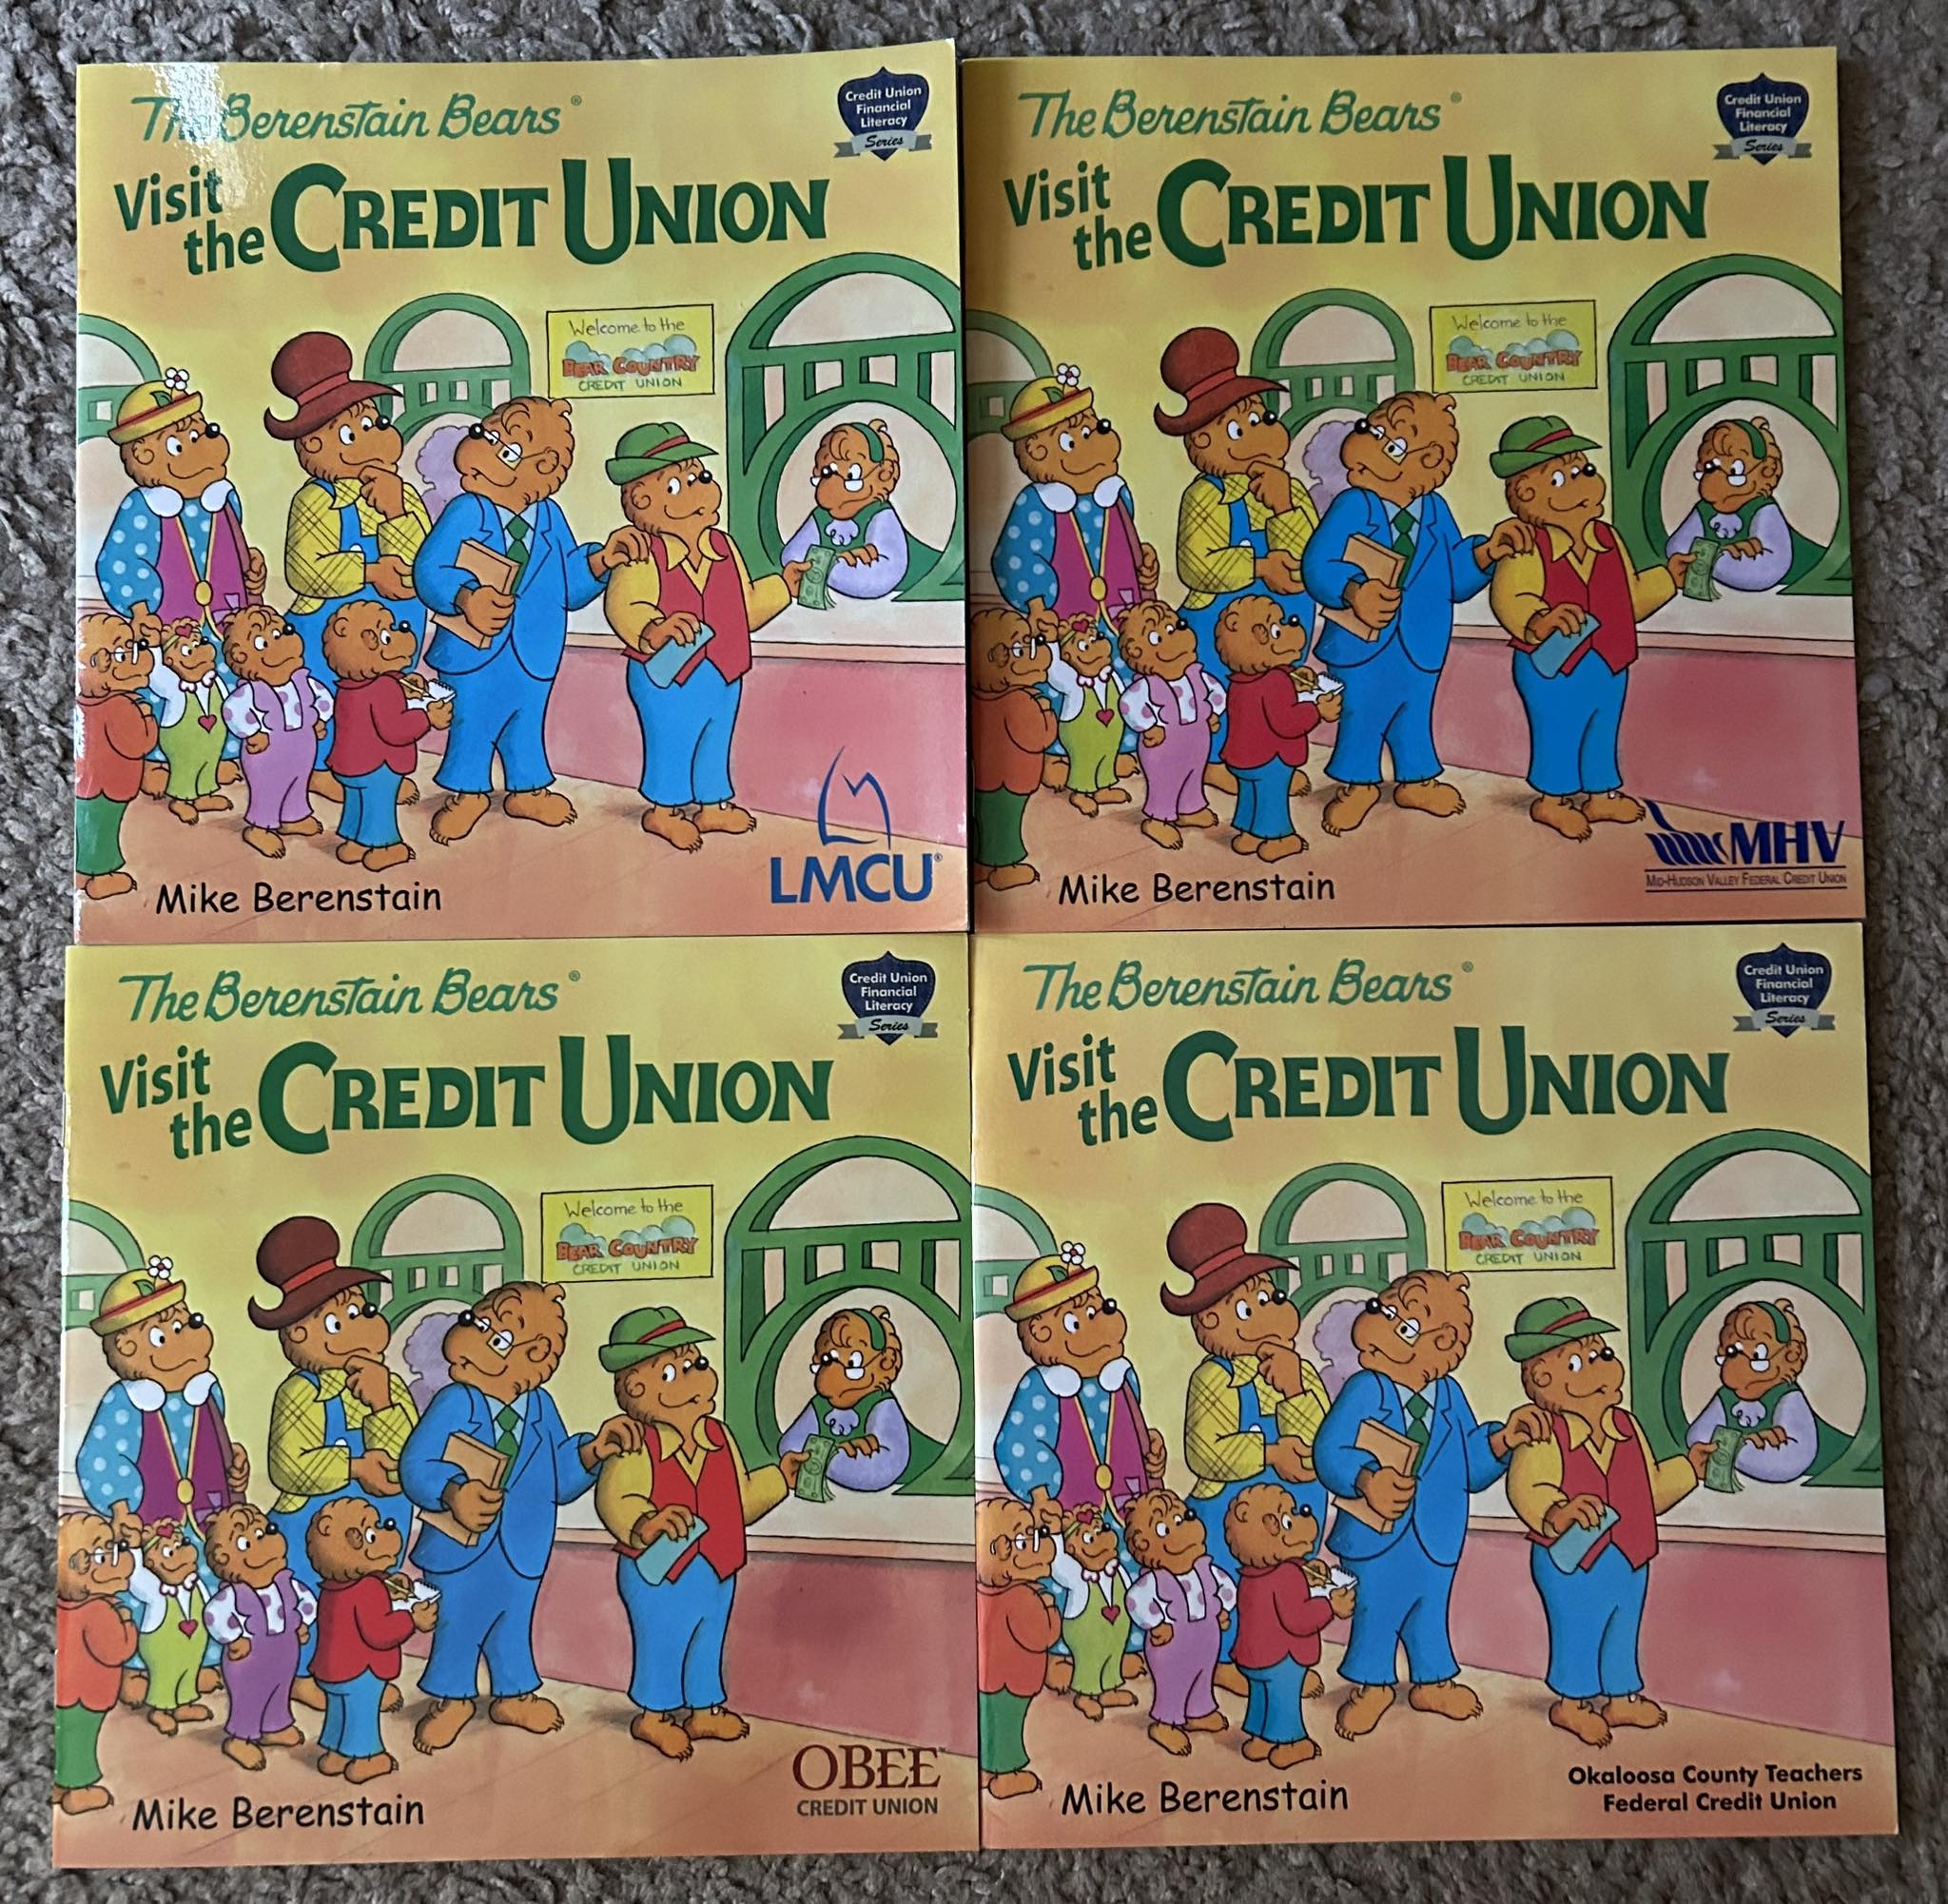 The Berenstain Bears®
Credit Union
Financial
Literacy
Series
Visit
the CREDIT UNION
Welcome to the
BEAR COUNTRY
CREDIT UNION
Mike Berenstain
LMCU®
The Berenstain Bears®
Credit Union
Financial
Literacy
Series
Visit
the CREDIT UNION
Welcome to the
BEAR COUNTRY
CREDIT UNION
Mike Berenstain
MHV
MID-HUDSON VALLEY FEDERAL CREDIT UNION
The Berenstain Bears®
Credit Union
Financial
Literacy
Series
Visit
the CREDIT UNION
Welcome to the
BEAR COUNTRY
CREDIT UNION
Mike Berenstain
OBEE™
CREDIT UNION
The Berenstain Bears®
Credit Union
Financial
Literacy
Series
Visit
the CREDIT UNION
Welcome to the
BEAR COUNTRY
CREDIT UNION
Mike Berenstain
Okaloosa County Teachers
Federal Credit Union